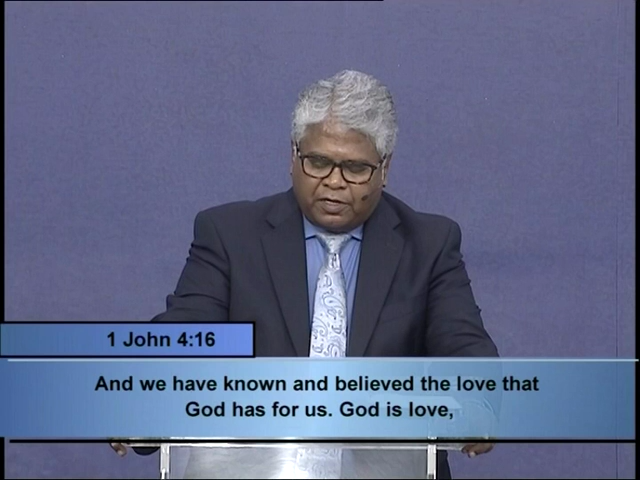 1 John 4:16
And we have known and believed the love that
God has for us. God is love,